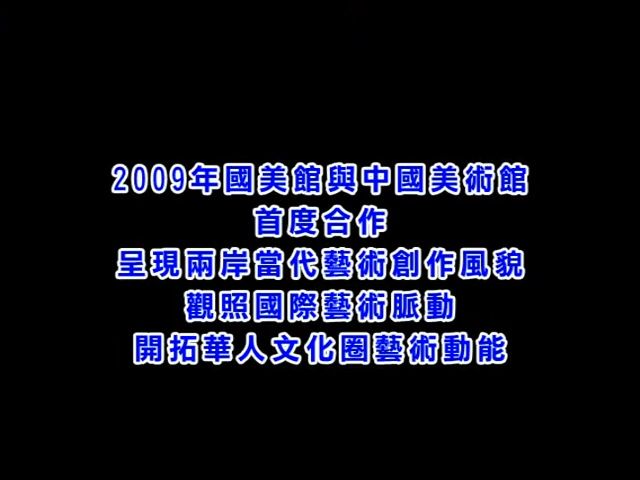 2009年國美館與中國美術館
首度合作
呈現兩岸當代藝術創作風貌
觀照國際藝術脈動
開拓華人文化圈藝術動能